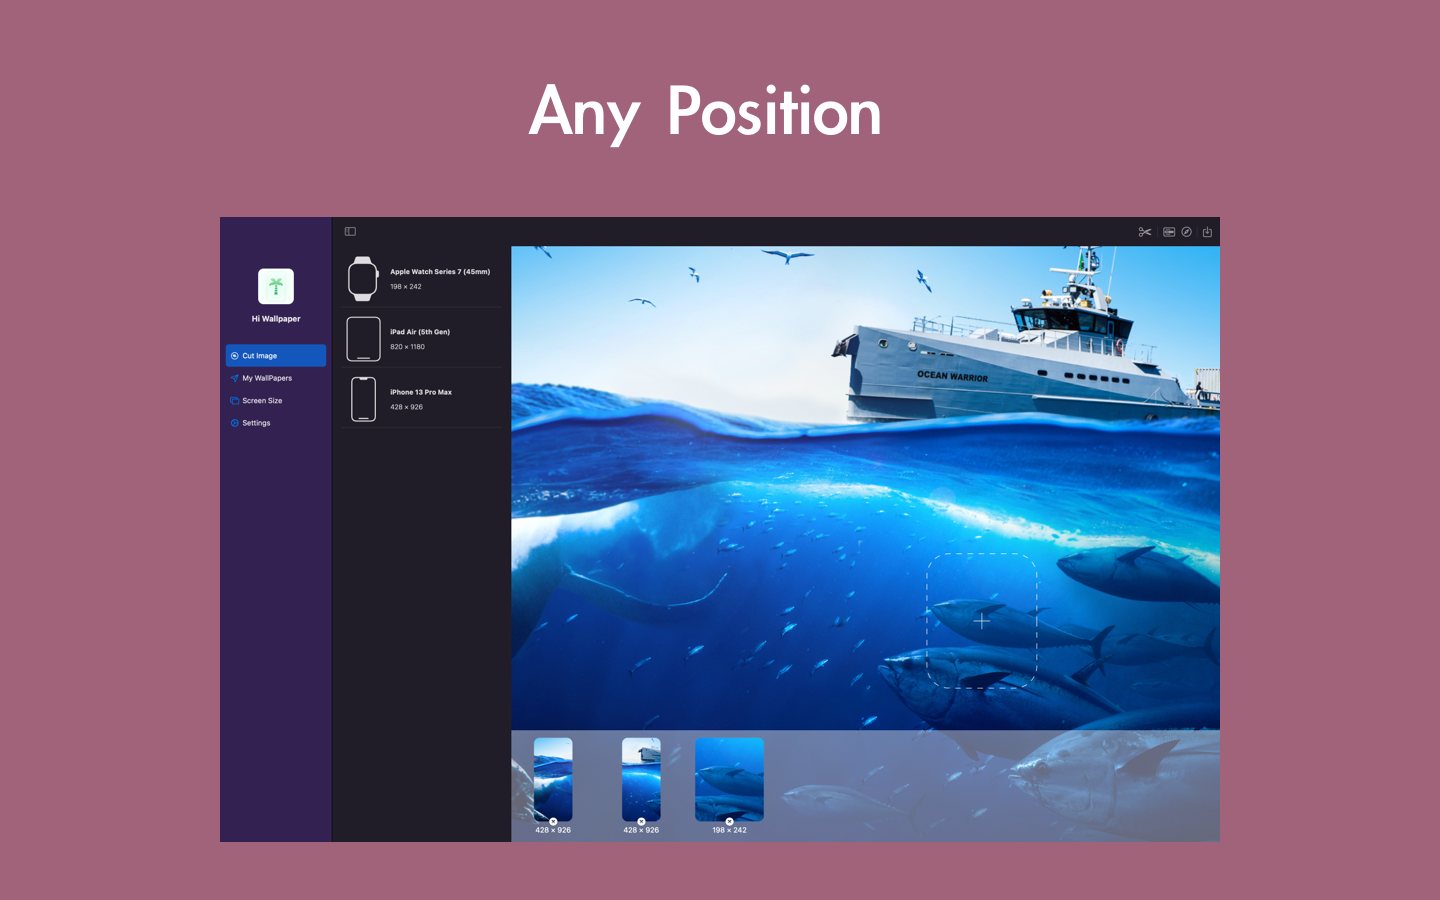 Any Position
Hi Wallpaper
Cut Image
My WallPapers
Screen Size
Settings
Apple Watch Series 7 (45mm)
198 × 242
iPad Air (5th Gen)
820 × 1180
iPhone 13 Pro Max
428 × 926
OCEAN WARRIOR
428 × 926
428 × 926
198 × 242